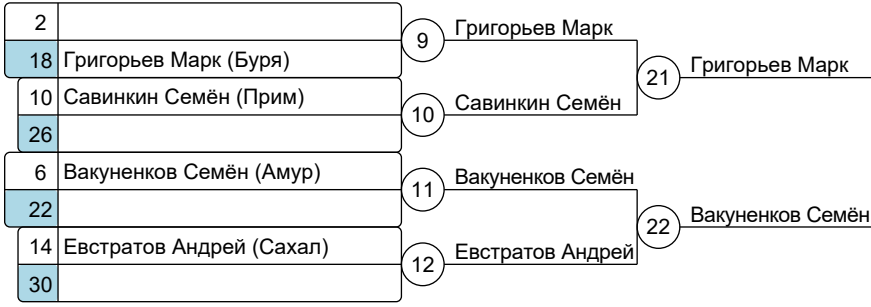 2
18 Григорьев Марк (Буря)
9 Григорьев Марк
10 Савинкин Семён (Прим)
26
10 Савинкин Семён
21 Григорьев Марк
6 Вакуненков Семён (Амур)
22
11 Вакуненков Семён
14 Евстратов Андрей (Сахал)
30
12 Евстратов Андрей
22 Вакуненков Семён